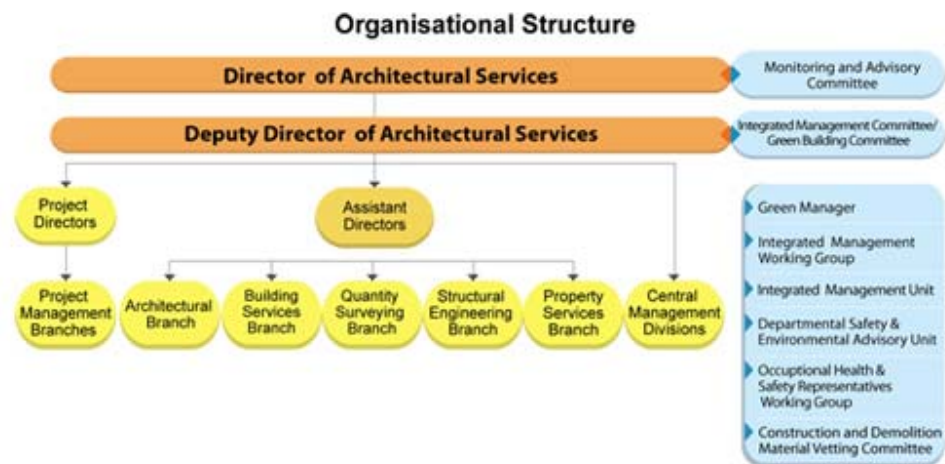 Organisational Structure
Director of Architectural Services
Monitoring and Advisory
Committee
Deputy Director of Architectural Services
Integrated Management Committee/
Green Building Committee
Project
Directors
Assistant
Directors
Project
Management
Branches
Architectural
Branch
Building
Services
Branch
Quantity
Surveying
Branch
Structural
Engineering
Branch
Property
Services
Branch
Central
Management
Divisions
Green Manager
Integrated Management
Working Group
Integrated Management Unit
Departmental Safety &
Environmental Advisory Unit
Occuptional Health &
Safety Representatives
Working Group
Construction and Demolition
Material Vetting Committee